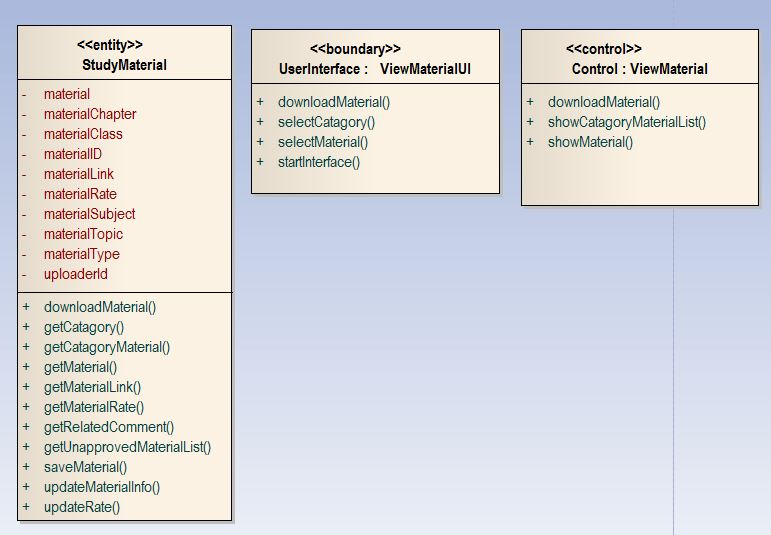 <<entity>>
StudyMaterial
- material
- materialChapter
- materialClass
- materialID
- materialLink
- materialRate
- materialSubject
- materialTopic
- materialType
- uploaderId
+ downloadMaterial()
+ getCatagory()
+ getCatagoryMaterial()
+ getMaterial()
+ getMaterialLink()
+ getMaterialRate()
+ getRelatedComment()
+ getUnapprovedMaterialList()
+ saveMaterial()
+ updateMaterialInfo()
+ updateRate()
<<boundary>>
UserInterface : ViewMaterialUI
+ downloadMaterial()
+ selectCatagory()
+ selectMaterial()
+ startInterface()
<<control>>
Control : ViewMaterial
+ downloadMaterial()
+ showCatagoryMaterialList()
+ showMaterial()